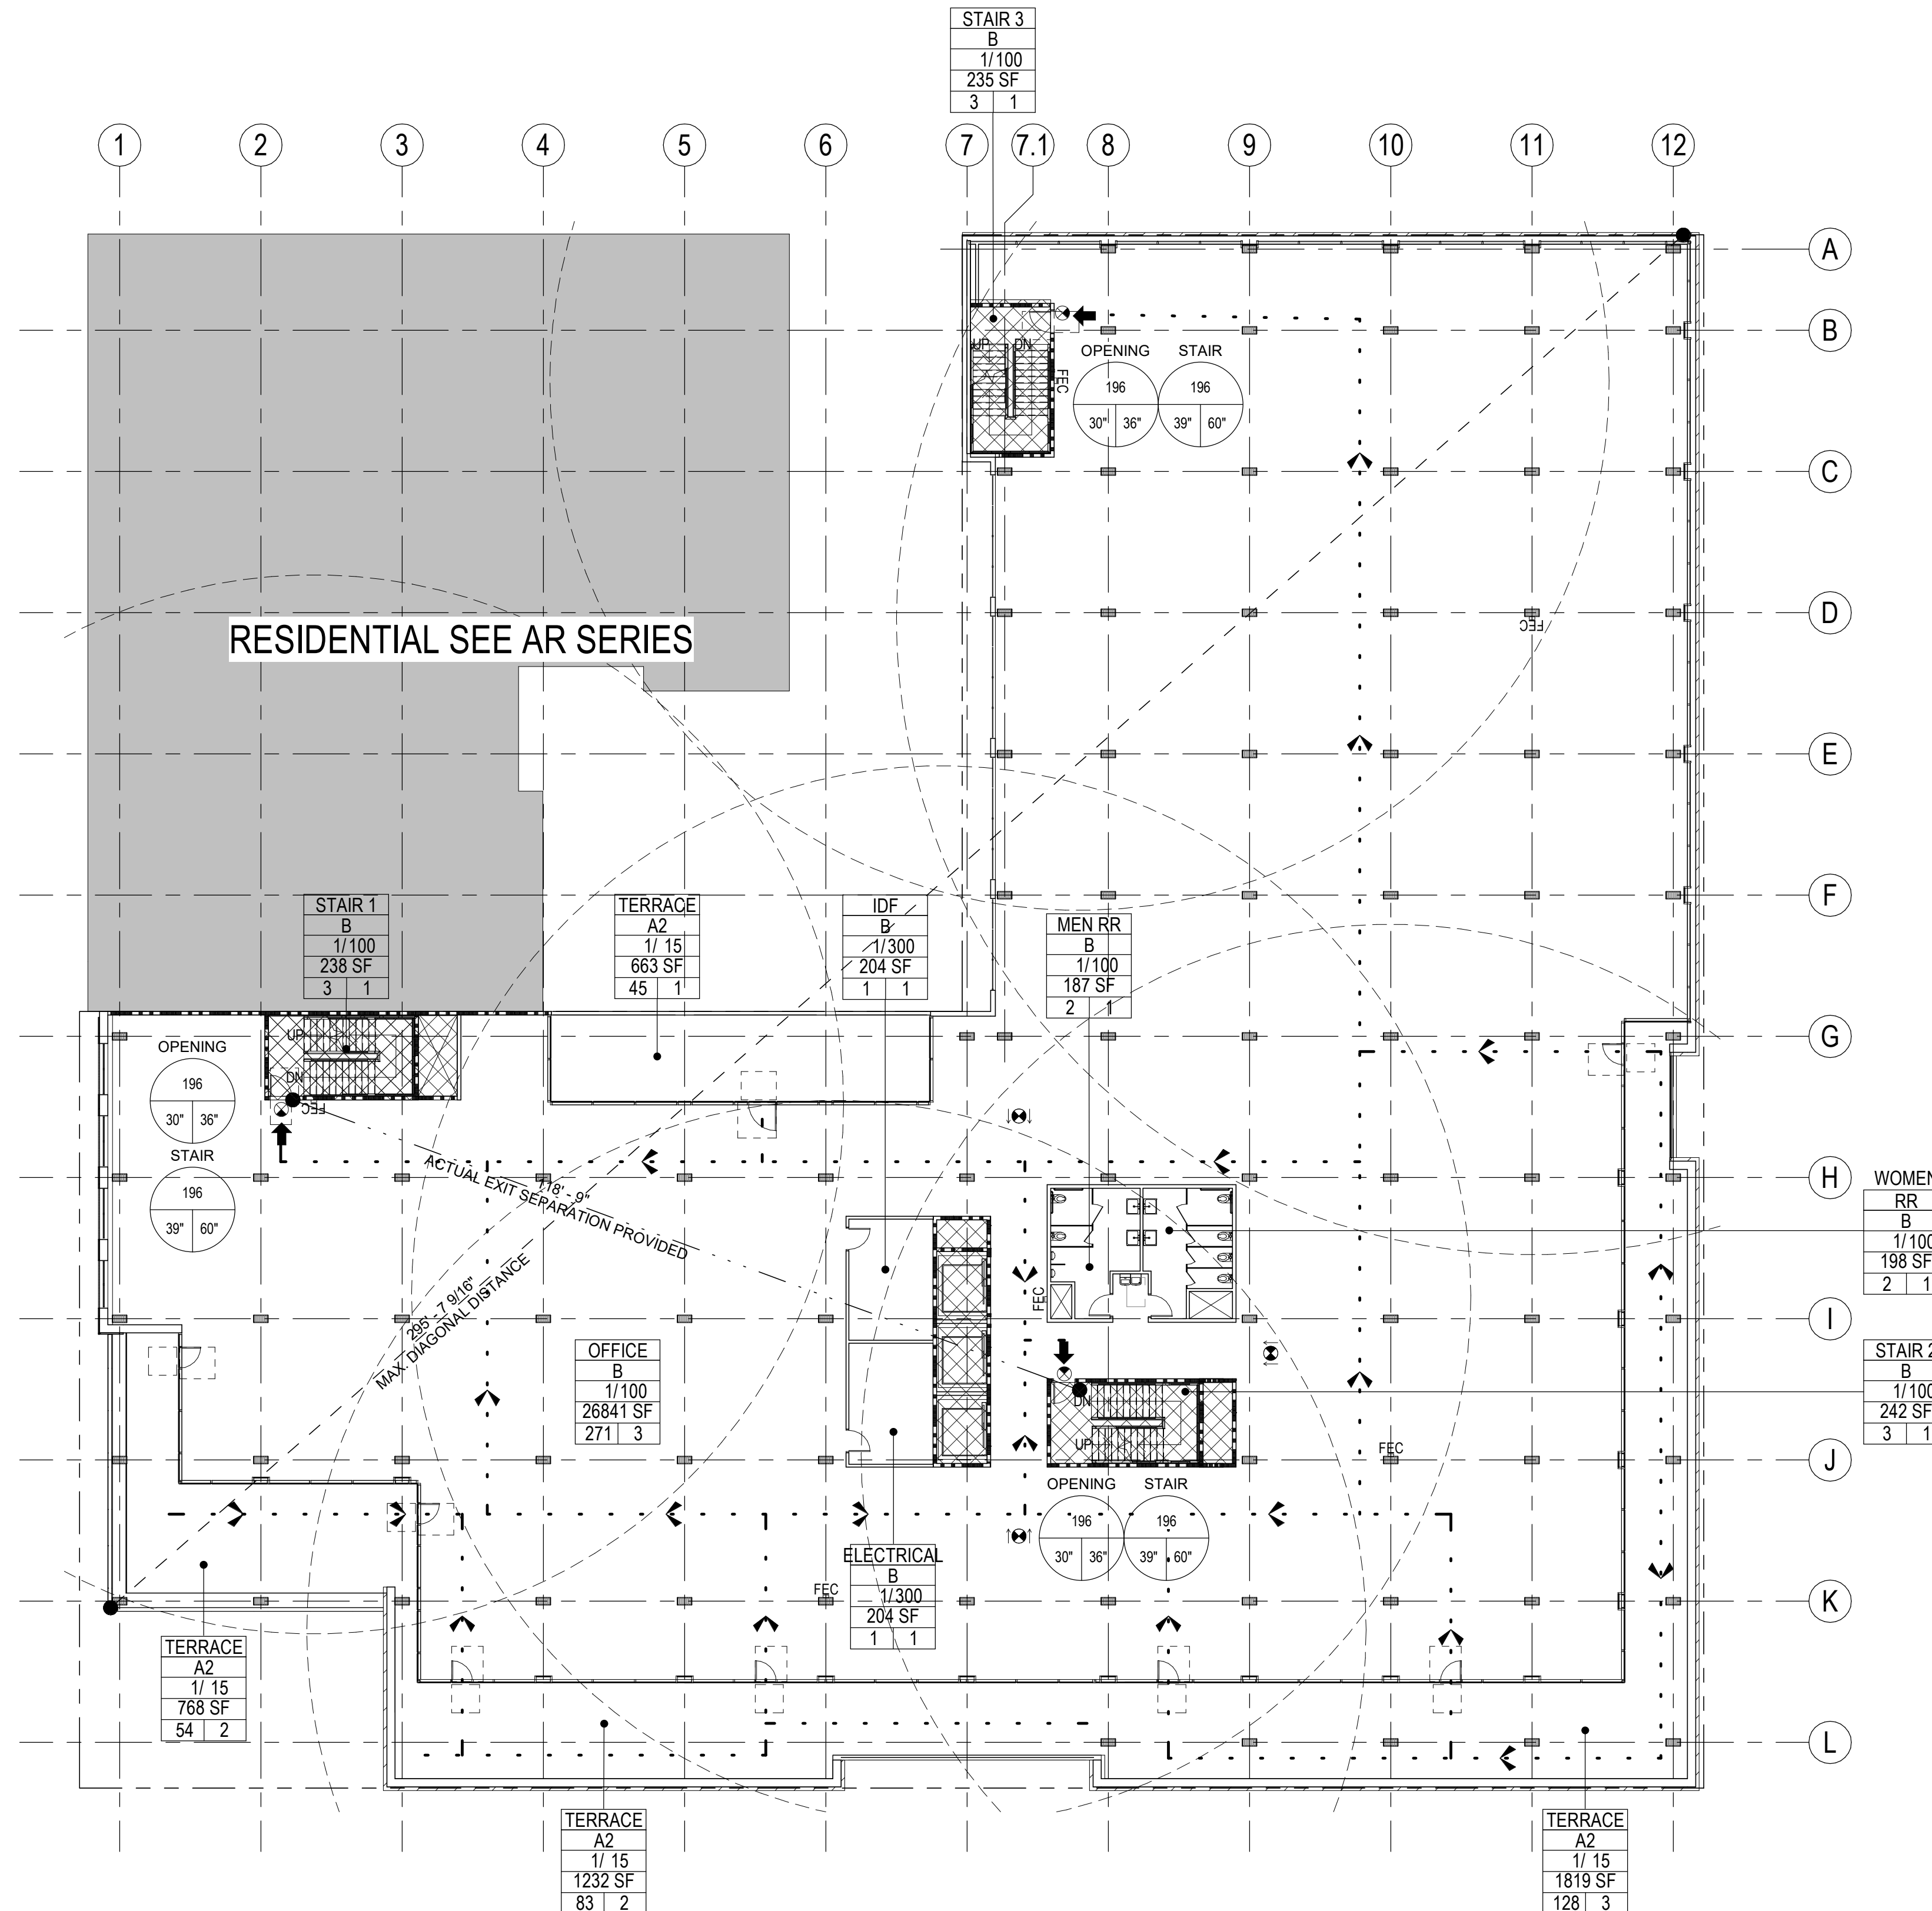 STAIR 3
B
1/100
235 SF
3 1
1 2 3 4 5 6 7 7.1 8 9 10 11 12
A
B
UP DN
FEC
OPENING STAIR
196 196
30" 36" 39" 60"
C
D
FEC
RESIDENTIAL SEE AR SERIES
E
F
STAIR 1
B
1/100
238 SF
3 1
TERRACE
A2
1/ 15
663 SF
45 1
IDF
B
1/300
204 SF
1 1
MEN RR
B
1/100
187 SF
2 1
G
UP
DN
FEC
OPENING
196
30" 36"
STAIR
196
39" 60"
118' - 9"
ACTUAL EXIT SEPARATION PROVIDED
H
WOMEN
RR
B
1/100
198 SF
2 1
295' - 7 9/16"
MAX. DIAGONAL DISTANCE
FEC
I
OFFICE
B
1/100
26841 SF
271 3
STAIR 2
B
1/100
242 SF
3 1
DN
UP
FEC
J
OPENING STAIR
196 196
30" 36" 39" 60"
ELECTRICAL
B
1/300
204 SF
1 1
FEC
K
TERRACE
A2
1/ 15
768 SF
54 2
L
TERRACE
A2
1/ 15
1232 SF
83 2
TERRACE
A2
1/ 15
1819 SF
128 3